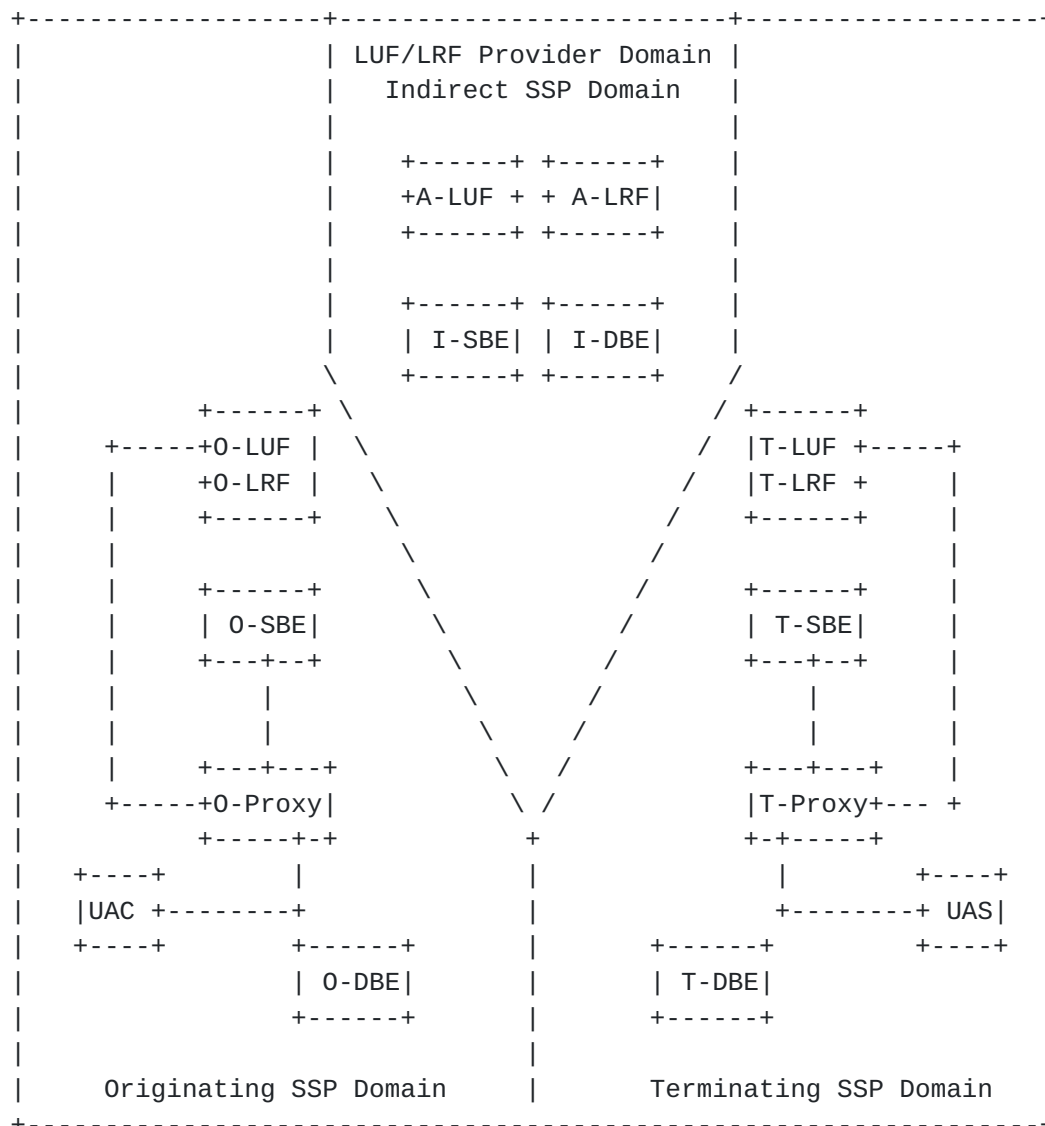 LUF/LRF Provider Domain
Indirect SSP Domain
A-LUF A-LRF
I-SBE I-DBE
O-LUF T-LUF
O-LRF T-LRF
O-SBE T-SBE
O-Proxy T-Proxy
UAC UAS
O-DBE T-DBE
Originating SSP Domain Terminating SSP Domain